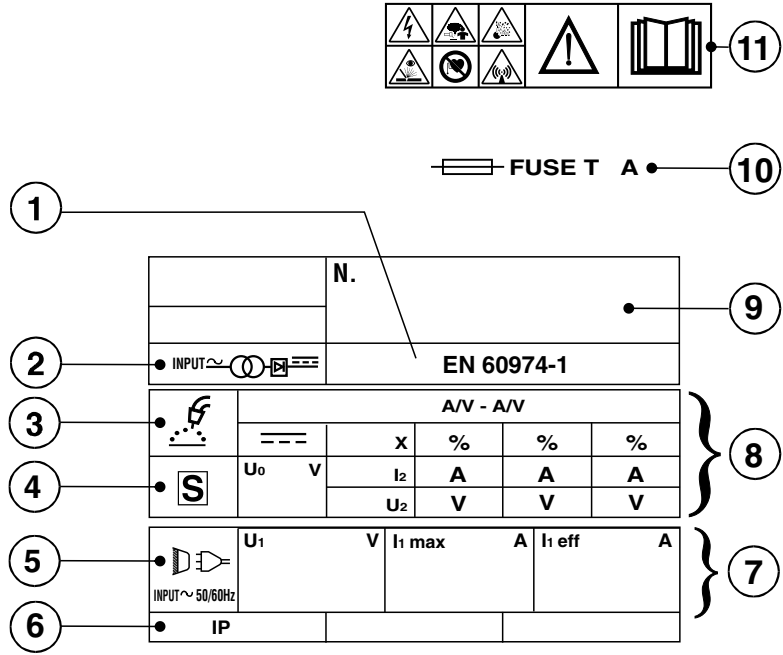 11
FUSE T A
10
1
N.
9
2
INPUT~
EN 60974-1
3
A/V - A/V
X % % %
8
4
S
U0 V
I2 A A A
U2 V V V
5
U1 V
I1 max A
I1 eff A
7
INPUT~ 50/60Hz
6
IP